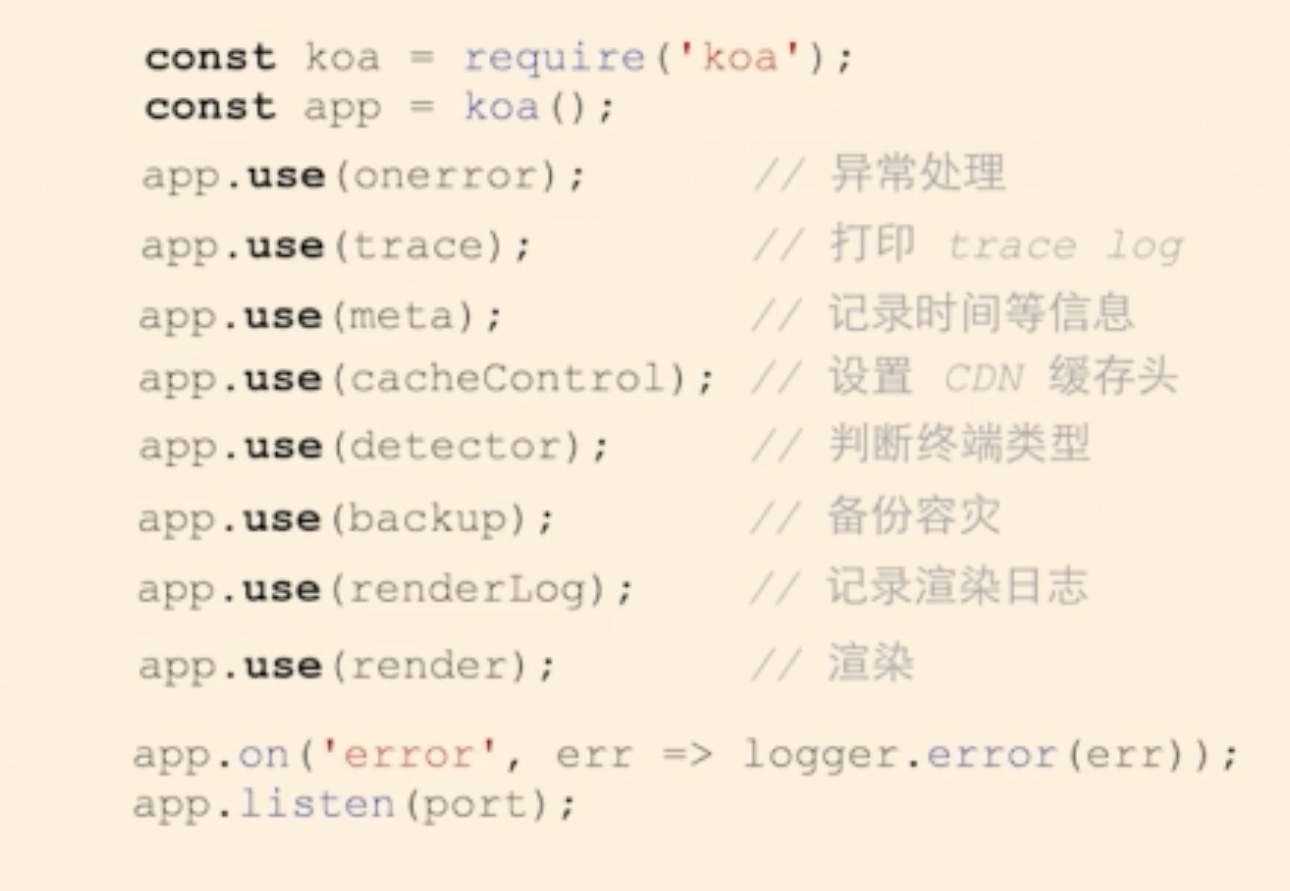 const koa = require('koa');
const app = koa();
app.use(onerror); // 异常处理
app.use(trace); // 打印 trace log
app.use(meta); // 记录时间等信息
app.use(cacheControl); // 设置 CDN 缓存头
app.use(detector); // 判断终端类型
app.use(backup); // 备份容灾
app.use(renderLog); // 记录渲染日志
app.use(render); // 渲染
app.on('error', err => logger.error(err));
app.listen(port);